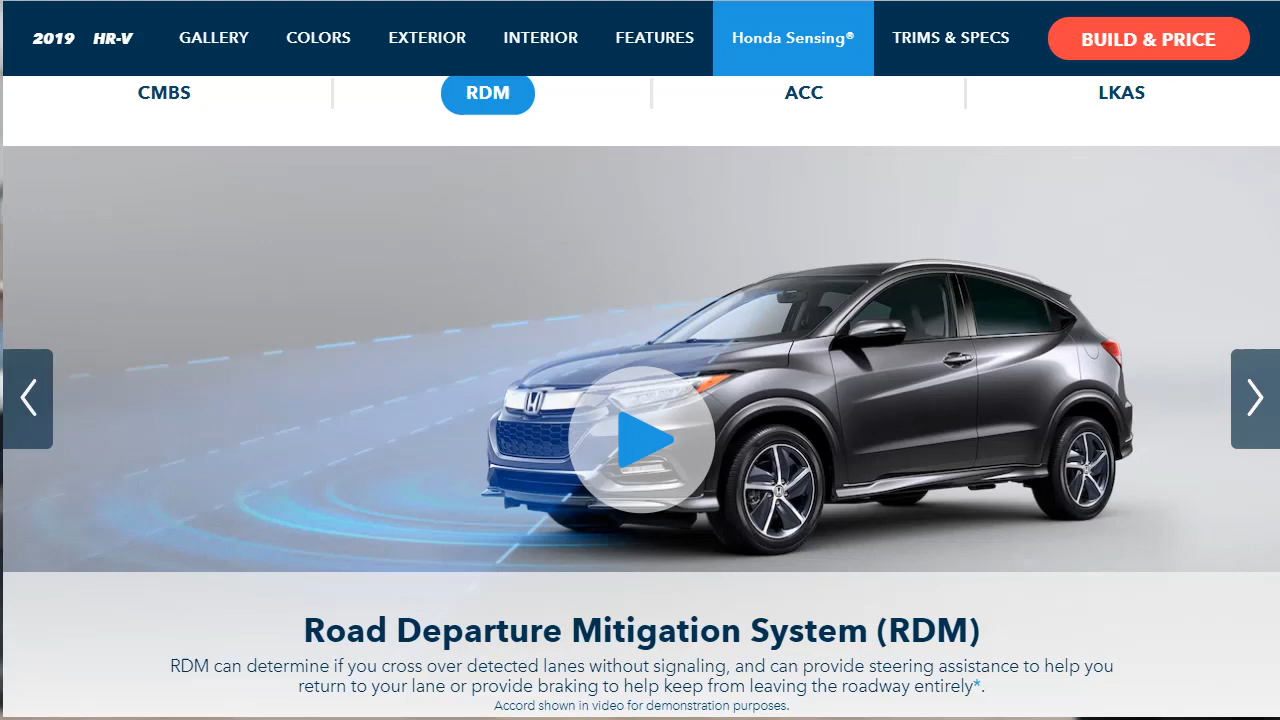 2019 HR-V GALLERY COLORS EXTERIOR INTERIOR FEATURES Honda Sensing® TRIMS & SPECS BUILD & PRICE
CMBS RDM ACC LKAS
Road Departure Mitigation System (RDM)
RDM can determine if you cross over detected lanes without signaling, and can provide steering assistance to help you
return to your lane or provide braking to help keep from leaving the roadway entirely*.
Accord shown in video for demonstration purposes.